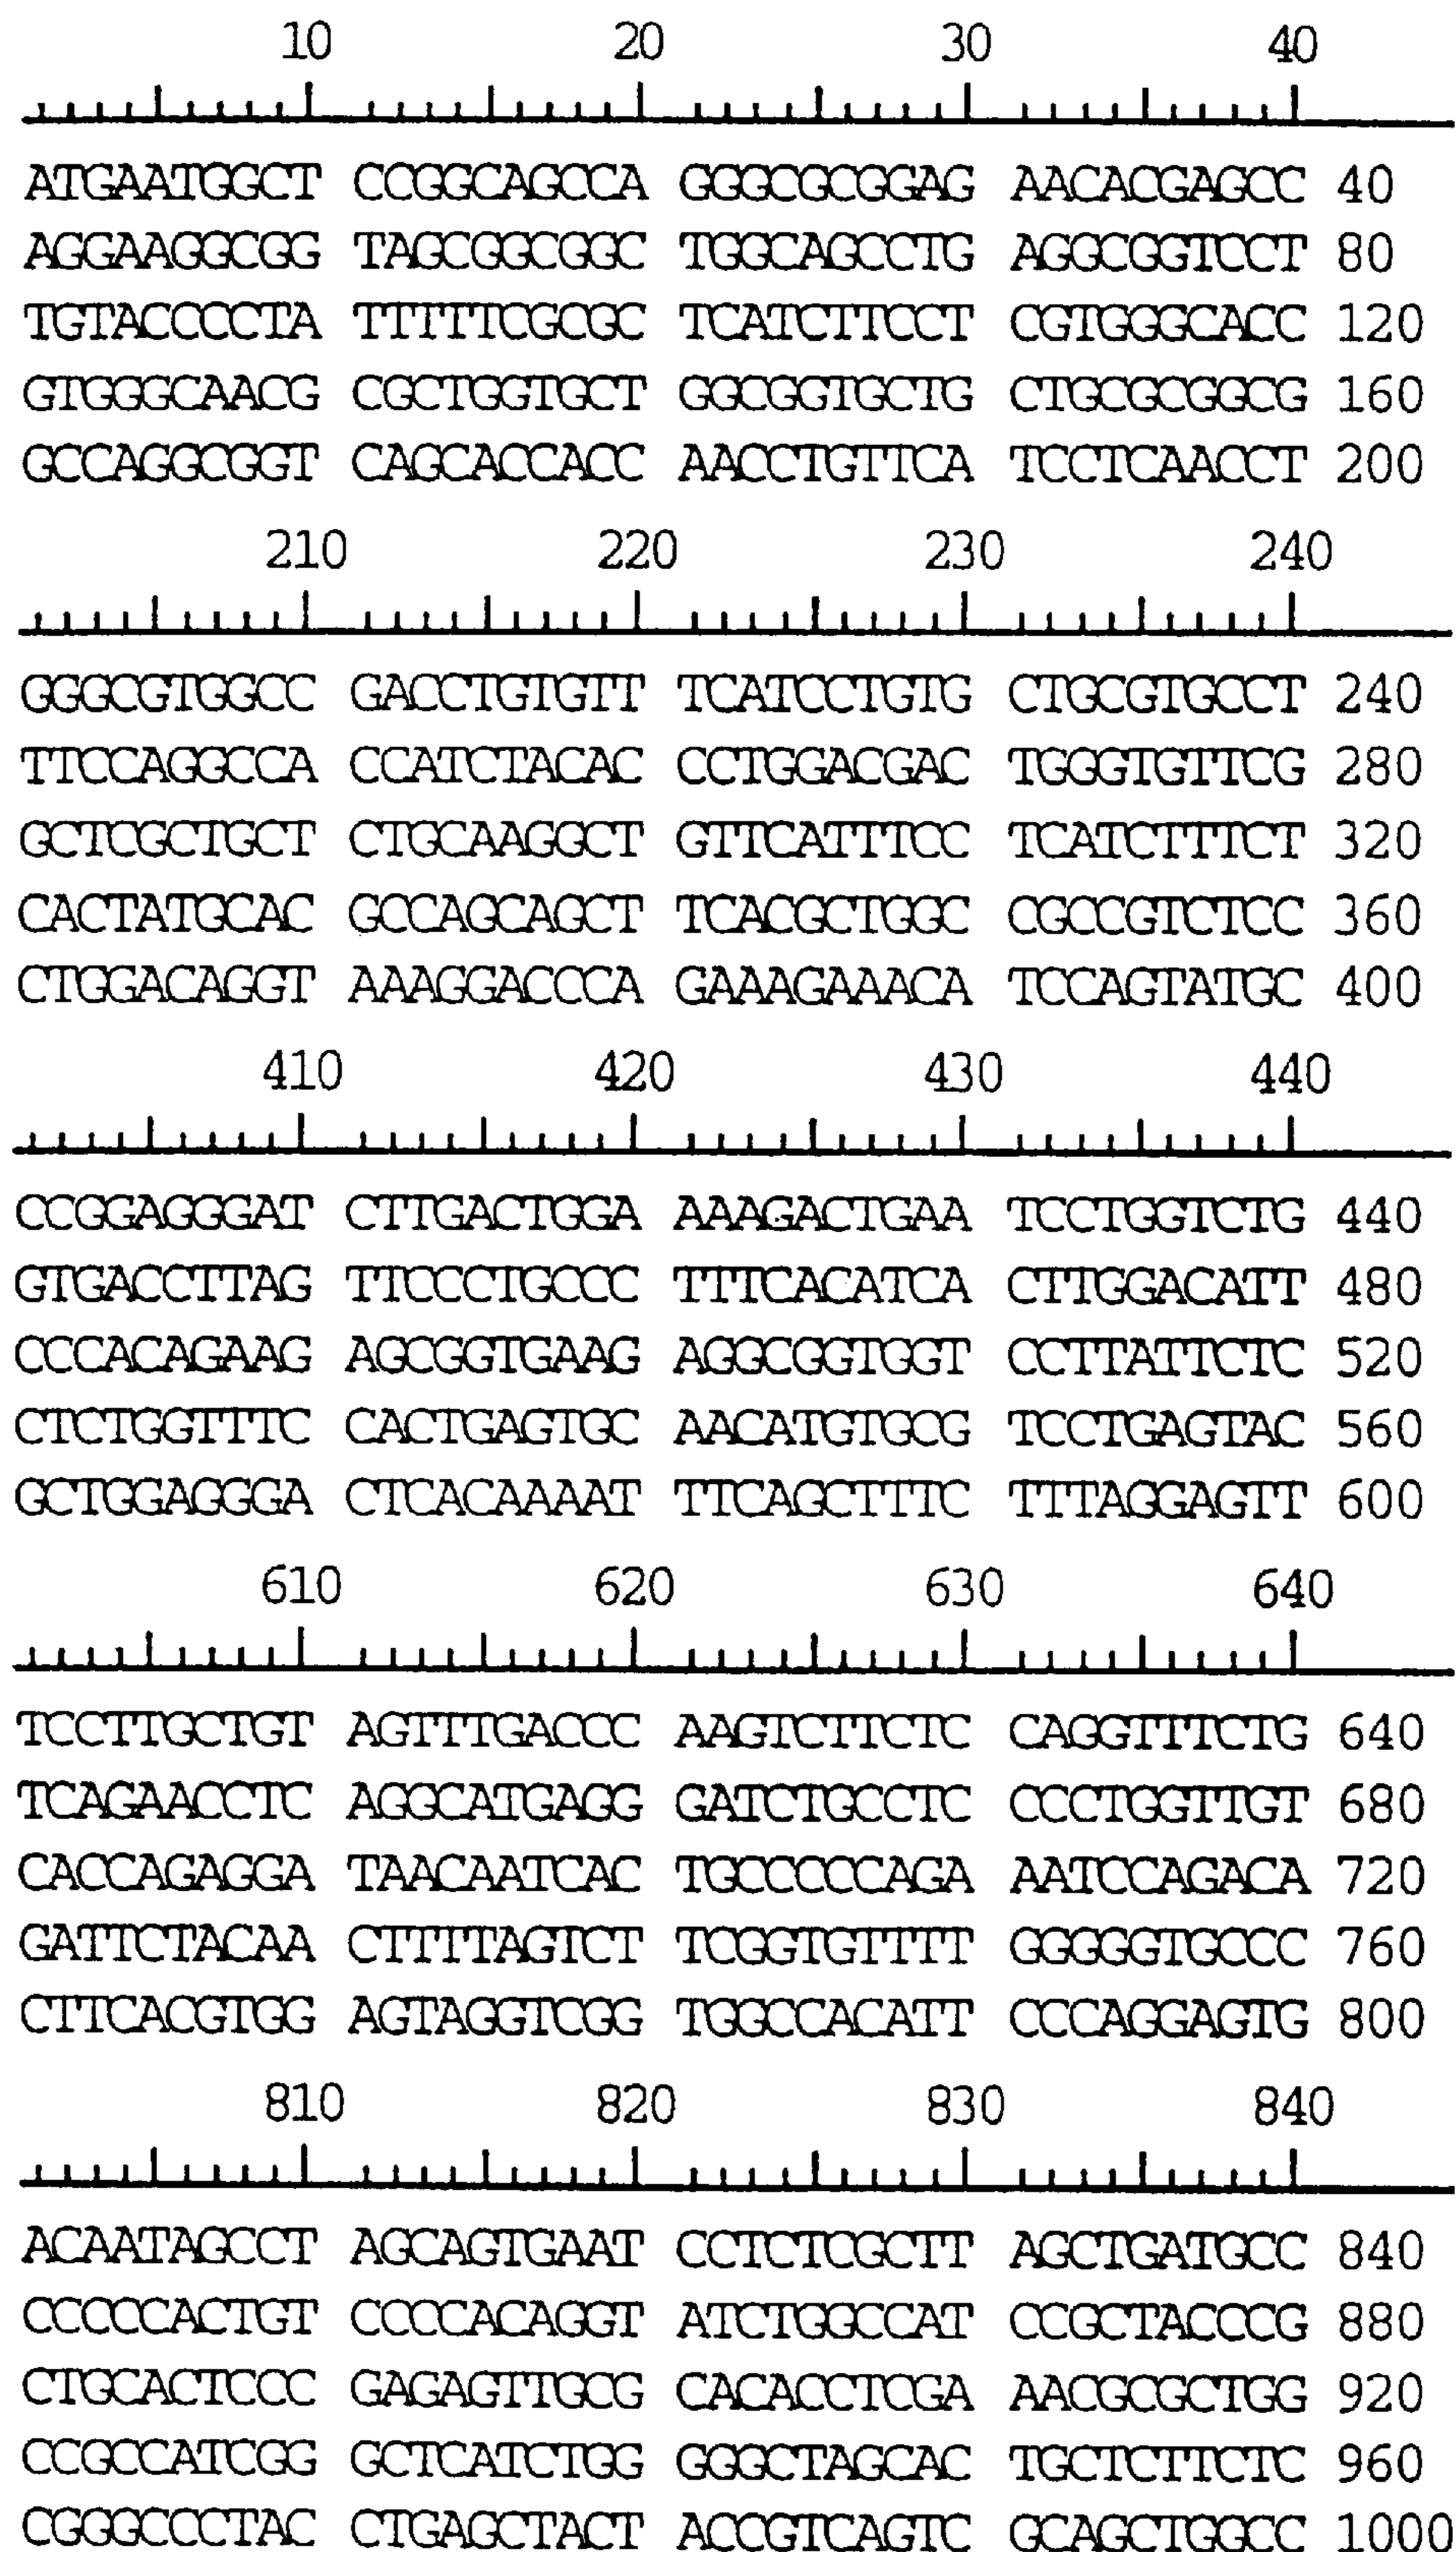 10 20 30 40
ATGAATGGCT CCGGCAGCCA GGGCGCGGAG AACACGAGCC 40
AGGAAGGCGG TAGCGGCGGC TGGCAGCCTG AGGCGGTCCT 80
TGTACCCCTA TTTTTCGCGC TCATCTTCCT CGTGGGCACC 120
GTGGGCAACG CGCTGGTGCT GGCGGTGCTG CTGCGCGGCG 160
GCCAGGCGGT CAGCACCACC AACCTGTTCA TCCTCAACCT 200
210 220 230 240
GGGCGTGGCC GACCTGTGTT TCATCCTGTG CTGCGTGCCT 240
TTCCAGGCCA CCATCTACAC CCTGGACGAC TGGGTGTTCG 280
GCTCGCTGCT CTGCAAGGCT GTTCATTTCC TCATCTTTCT 320
CACTATGCAC GCCAGCAGCT TCACGCTGGC CGCCGTCTCC 360
CTGGACAGGT AAAGGACCCA GAAAGAAACA TCCAGTATGC 400
410 420 430 440
CCGGAGGGAT CTTGACTGGA AAAGACTGAA TCCTGGTCTG 440
GTGACCTTAG TTCCCTGCCC TTTCACATCA CTTGGACATT 480
CCCACAGAAG AGCGGTGAAG AGGCGGTGGT CCTTATTCTC 520
CTCTGGTTTC CACTGAGTGC AACATGTGCG TCCTGAGTAC 560
GCTGGAGGGA CTCACAAAAT TTCAGCTTTC TTTAGGAGTT 600
610 620 630 640
TCCTTGCTGT AGTTTGACCC AAGTCTTCTC CAGGTTTCTG 640
TCAGAACCTC AGGCATGAGG GATCTGCCTC CCCTGGTTGT 680
CACCAGAGGA TAACAATCAC TGCCCCCAGA AATCCAGACA 720
GATTCTACAA CTTTTAGTCT TCGGTGTTTT GGGGGTGCCC 760
CTTCACGTGG AGTAGGTCGG TGGCCACATT CCCAGGAGTG 800
810 820 830 840
ACAATAGCCT AGCAGTGAAT CCTCTCGCTT AGCTGATGCC 840
CCCCCACTGT CCCCACAGGT ATCTGGCCAT CCGCTACCCG 880
CTGCACTCCC GAGAGTTGCG CACACCTCGA AACGCGCTGG 920
CCGCCATCGG GCTCATCTGG GGGCTAGCAC TGCTCTTCTC 960
CGGGCCCTAC CTGAGCTACT ACCGTCAGTC GCAGCTGGCC 1000